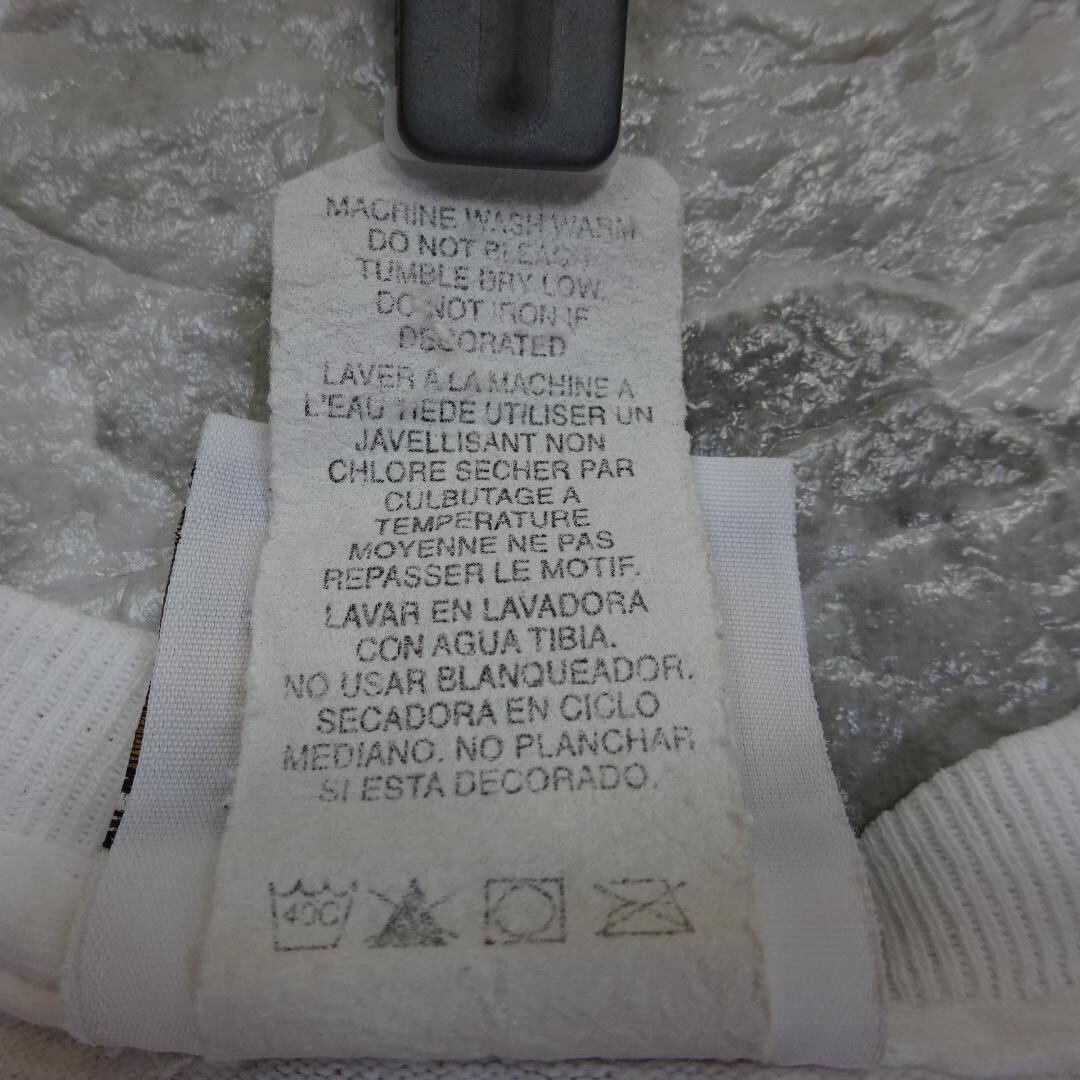 MACHINE WASH WARM
DO NOT BLEACH
TUMBLE DRY LOW.
DO NOT IRON IF
DECORATED
LAVER A LA MACHINE A
L'EAU TIEDE UTILISER UN
JAVELLISANT NON
CHLORE SECHER PAR
CULBUTAGE A
TEMPERATURE
MOYENNE NE PAS
REPASSER LE MOTIF.
LAVAR EN LAVADORA
CON AGUA TIBIA.
NO USAR BLANQUEADOR.
SECADORA EN CICLO
MEDIANO. NO PLANCHAR
SI ESTA DECORADO.
40C